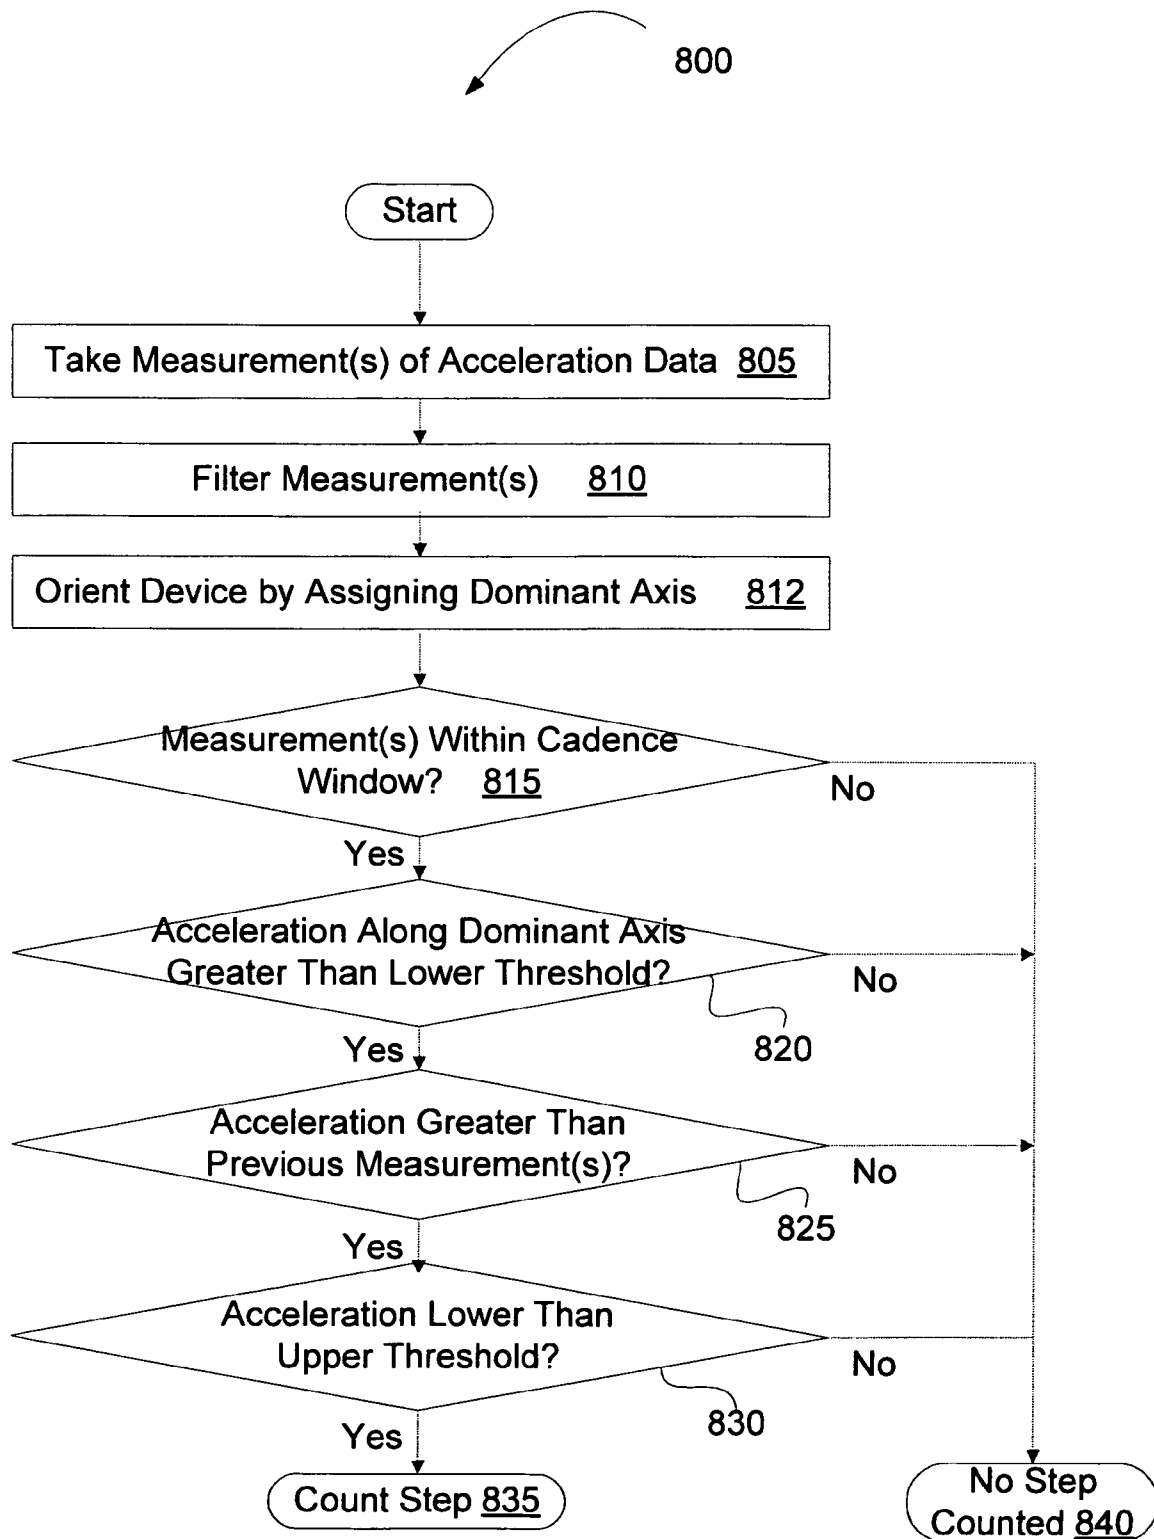 800
Start
Take Measurement(s) of Acceleration Data 805
Filter Measurement(s) 810
Orient Device by Assigning Dominant Axis 812
Measurement(s) Within Cadence
Window? 815
No
Yes
Acceleration Along Dominant Axis
Greater Than Lower Threshold?
No
820
Yes
Acceleration Greater Than
Previous Measurement(s)?
No
825
Yes
Acceleration Lower Than
Upper Threshold?
No
830
Yes
Count Step 835
No Step
Counted 840